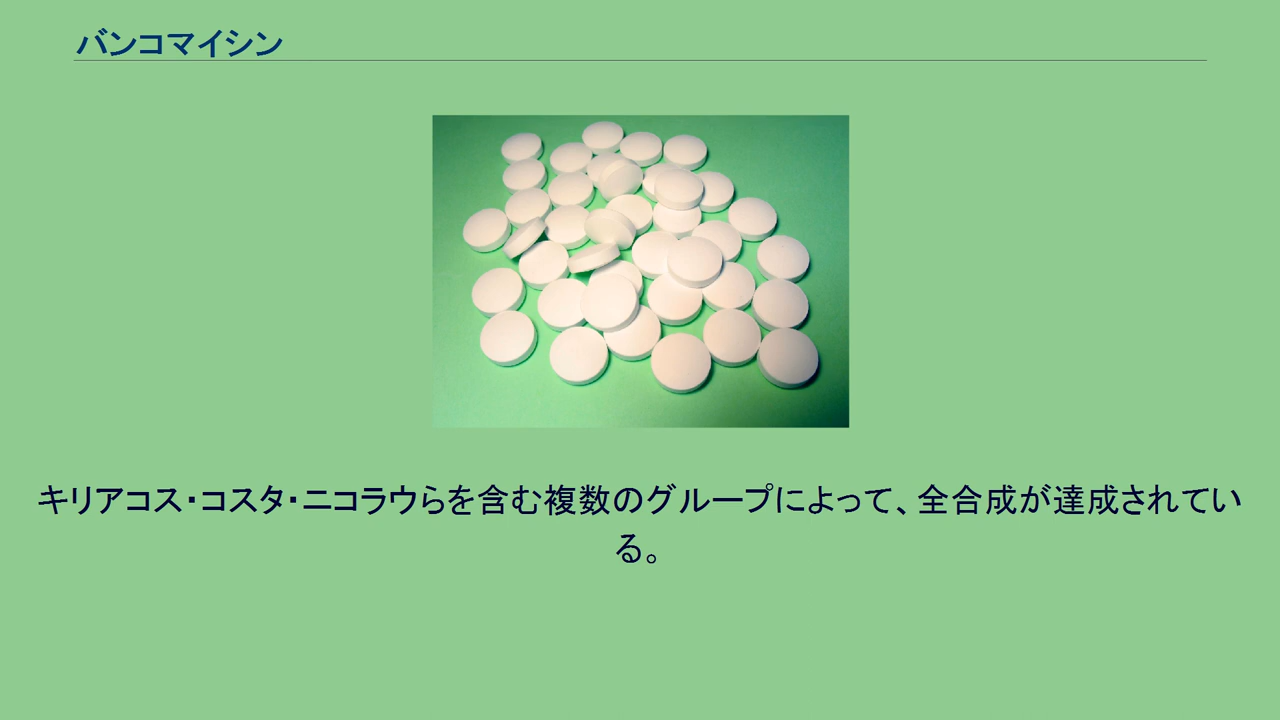 バンコマイシン
キリアコス・コスタ・ニコラウらを含む複数のグループによって、全合成が達成されてい
る。